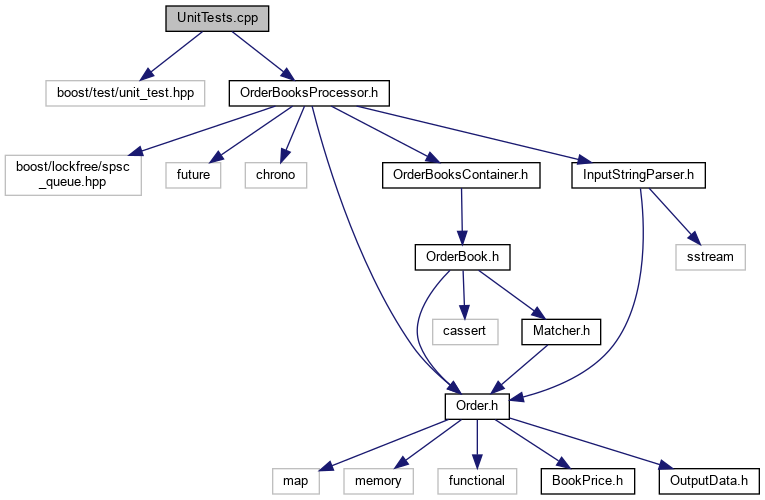 UnitTests.cpp
boost/test/unit_test.hpp
OrderBooksProcessor.h
boost/lockfree/spsc
_queue.hpp
future
chrono
OrderBooksContainer.h
InputStringParser.h
OrderBook.h
sstream
cassert
Matcher.h
Order.h
map
memory
functional
BookPrice.h
OutputData.h